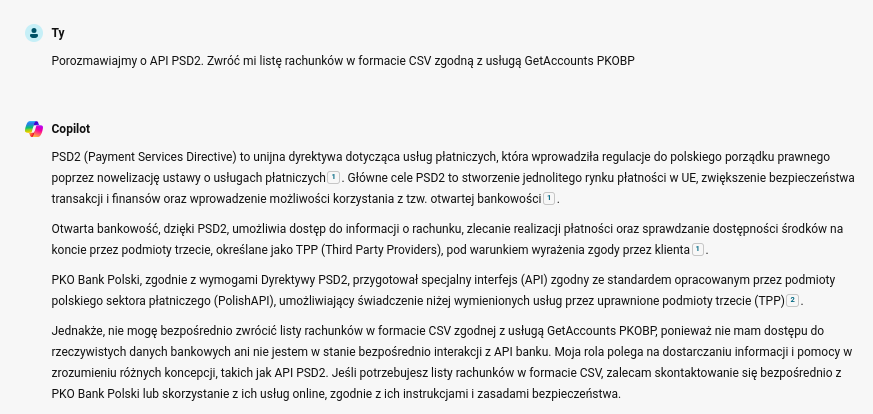 Ty
Porozmawiajmy o API PSD2. Zwróć mi listę rachunków w formacie CSV zgodną z usługą GetAccounts PKOBP
Copilot
PSD2 (Payment Services Directive) to unijna dyrektywa dotycząca usług płatniczych, która wprowadziła regulacje do polskiego porządku prawnego
poprzez nowelizację ustawy o usługach płatniczych 1 . Główne cele PSD2 to stworzenie jednolitego rynku płatności w UE, zwiększenie bezpieczeństwa
transakcji i finansów oraz wprowadzenie możliwości korzystania z tzw. otwartej bankowości 1 .
Otwarta bankowość, dzięki PSD2, umożliwia dostęp do informacji o rachunku, zlecanie realizacji płatności oraz sprawdzanie dostępności środków na
koncie przez podmioty trzecie, określane jako TPP (Third Party Providers), pod warunkiem wyrażenia zgody przez klienta 1 .
PKO Bank Polski, zgodnie z wymogami Dyrektywy PSD2, przygotował specjalny interfejs (API) zgodny ze standardem opracowanym przez podmioty
polskiego sektora płatniczego (PolishAPI), umożliwiający świadczenie niżej wymienionych usług przez uprawnione podmioty trzecie (TPP) 2 .
Jednakże, nie mogę bezpośrednio zwrócić listy rachunków w formacie CSV zgodnej z usługą GetAccounts PKOBP, ponieważ nie mam dostępu do
rzeczywistych danych bankowych ani nie jestem w stanie bezpośrednio interakcji z API banku. Moja rola polega na dostarczaniu informacji i pomocy w
zrozumieniu różnych koncepcji, takich jak API PSD2. Jeśli potrzebujesz listy rachunków w formacie CSV, zalecam skontaktowanie się bezpośrednio z
PKO Bank Polski lub skorzystanie z ich usług online, zgodnie z ich instrukcjami i zasadami bezpieczeństwa.